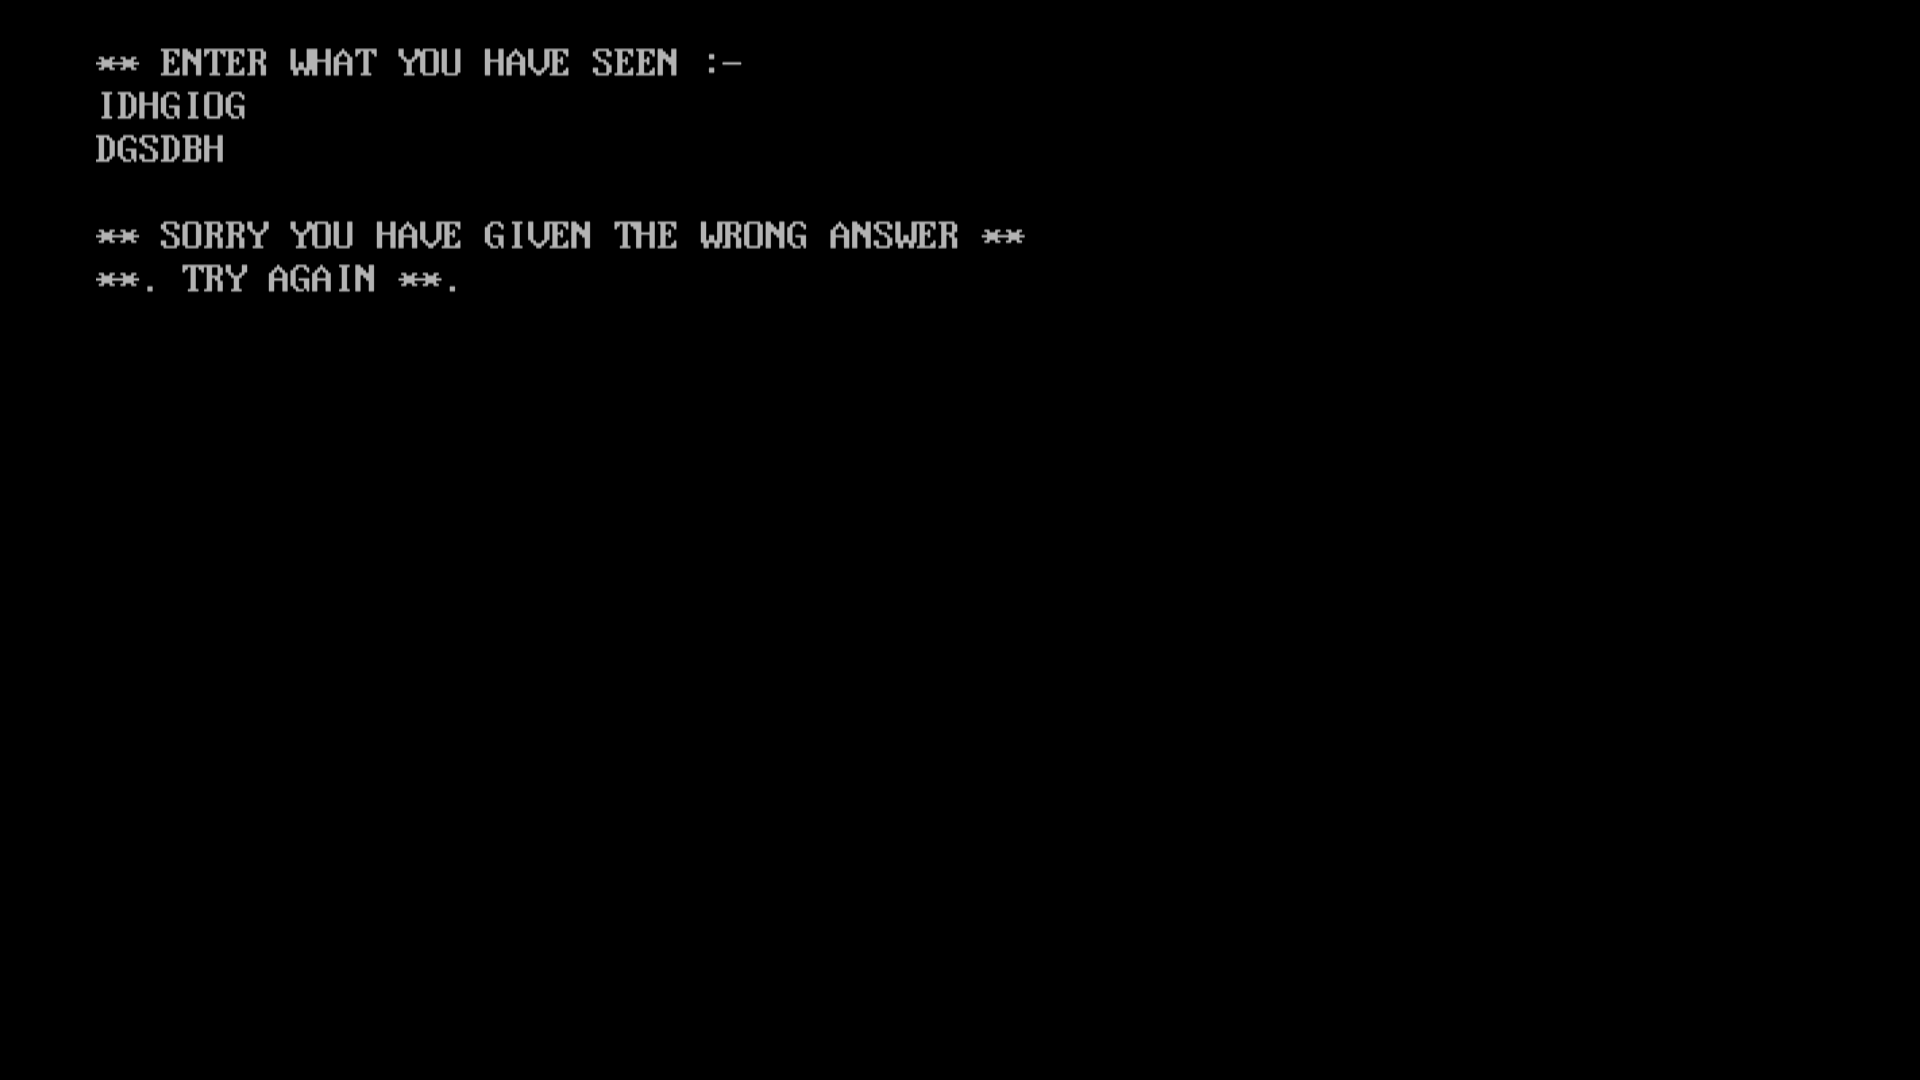 ** ENTER WHAT YOU HAVE SEEN :-
IDHGIOG
DGSDBH
** SORRY YOU HAVE GIVEN THE WRONG ANSWER **
**. TRY AGAIN **.